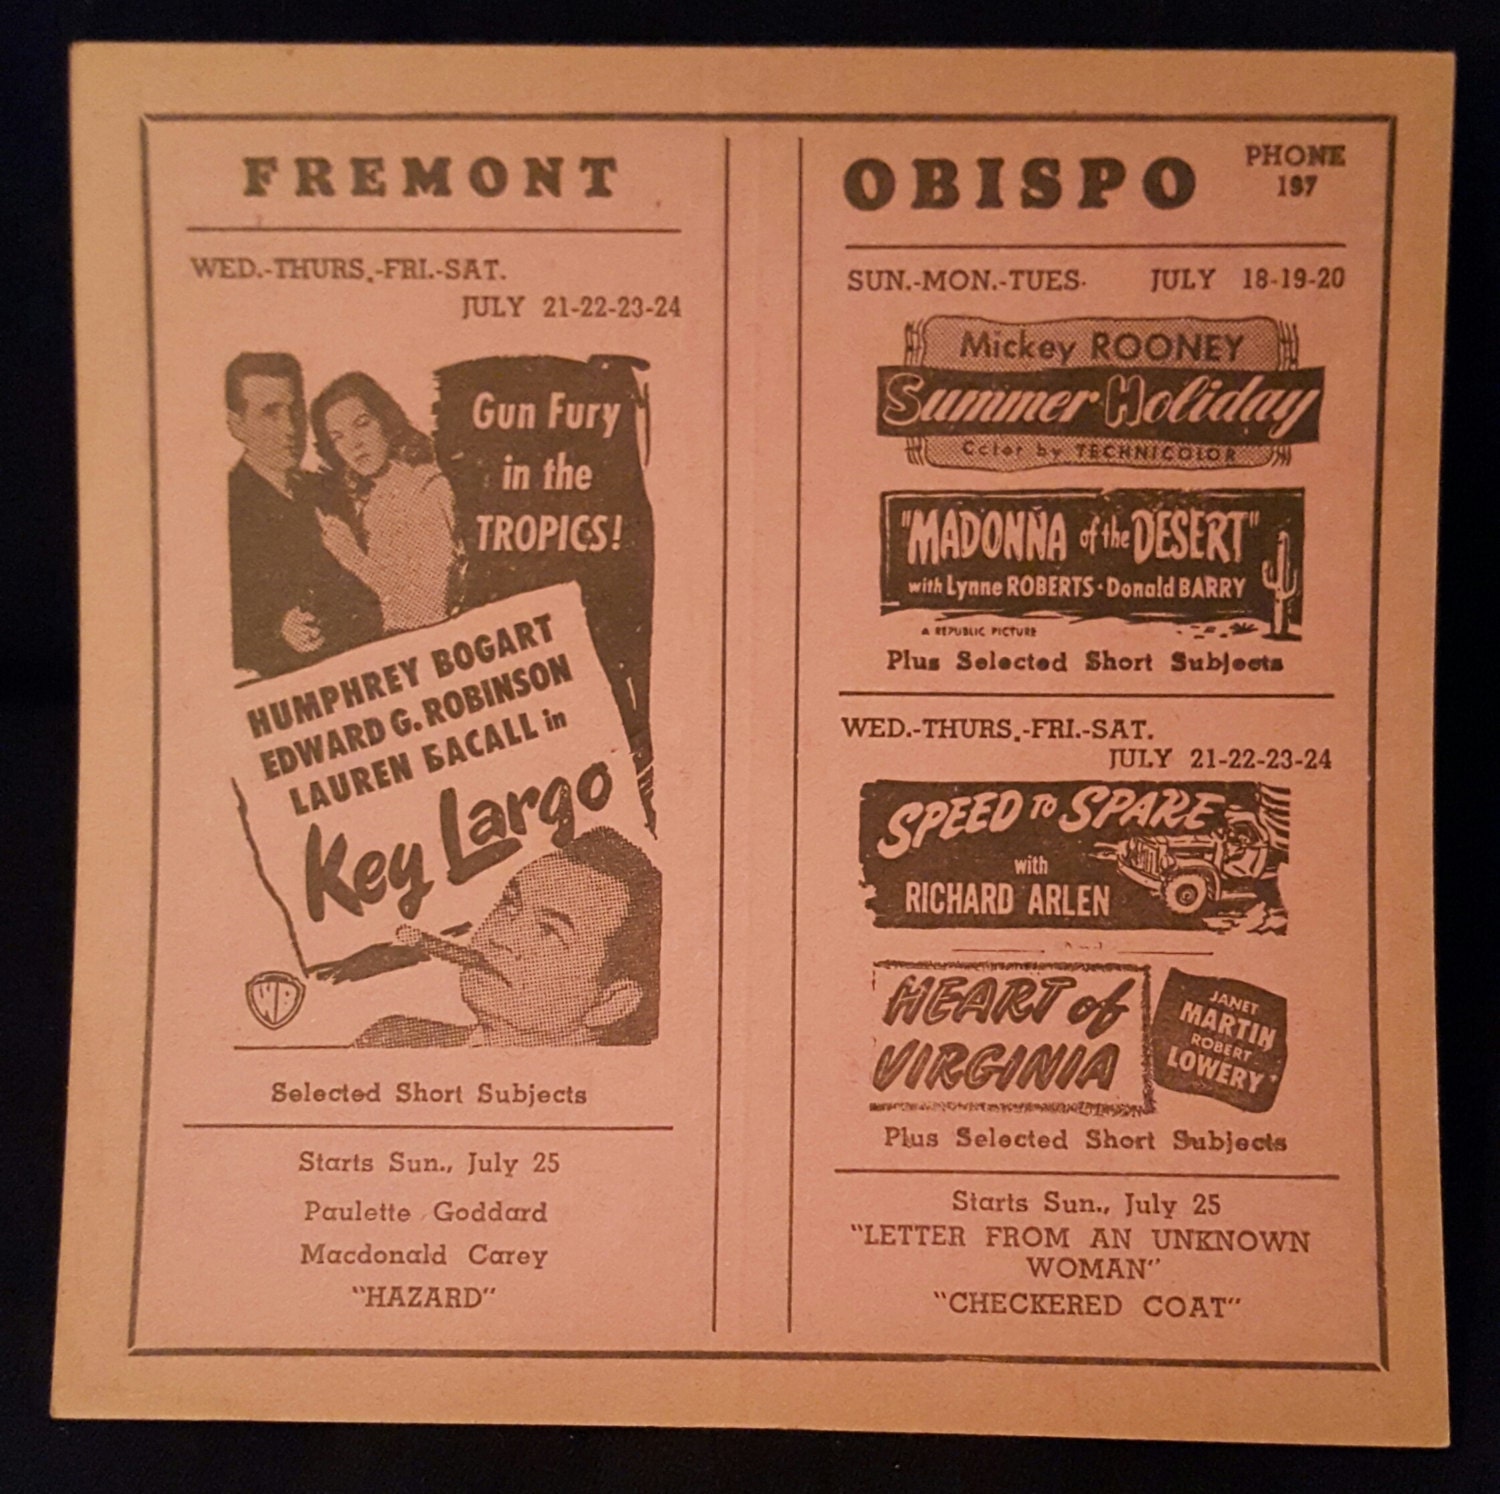 FREMONT
WED.-THURS.-FRI.-SAT.
JULY 21-22-23-24
Gun Fury
in the
TROPICS!
HUMPHREY BOGART
EDWARD G. ROBINSON
LAUREN BACALL in
Key Largo
WB
Selected Short Subjects
Starts Sun., July 25
Paulette Goddard
Macdonald Carey
"HAZARD"
OBISPO
PHONE
197
SUN.-MON.-TUES. JULY 18-19-20
Mickey ROONEY
Summer Holiday
Color by TECHNICOLOR
"MADONNA of the DESERT"
with Lynne ROBERTS · Donald BARRY
A REPUBLIC PICTURE
Plus Selected Short Subjects
WED.-THURS.-FRI.-SAT.
JULY 21-22-23-24
SPEED TO SPARE
with
RICHARD ARLEN
And
HEART of
VIRGINIA
JANET
MARTIN
ROBERT
LOWERY
Plus Selected Short Subjects
Starts Sun., July 25
"LETTER FROM AN UNKNOWN
WOMAN"
"CHECKERED COAT"